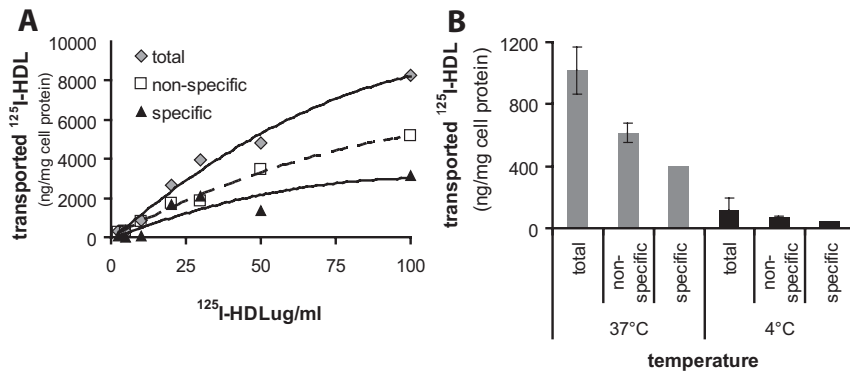 A
transported ¹²⁵I-HDL
(ng/mg cell protein)
10000
8000
6000
4000
2000
0
total
non-specific
specific
0
25
50
75
100
¹²⁵I-HDLug/ml
B
transported ¹²⁵I-HDL
(ng/mg cell protein)
1200
800
400
0
total
non-
specific
specific
total
non-
specific
specific
37°C
4°C
temperature